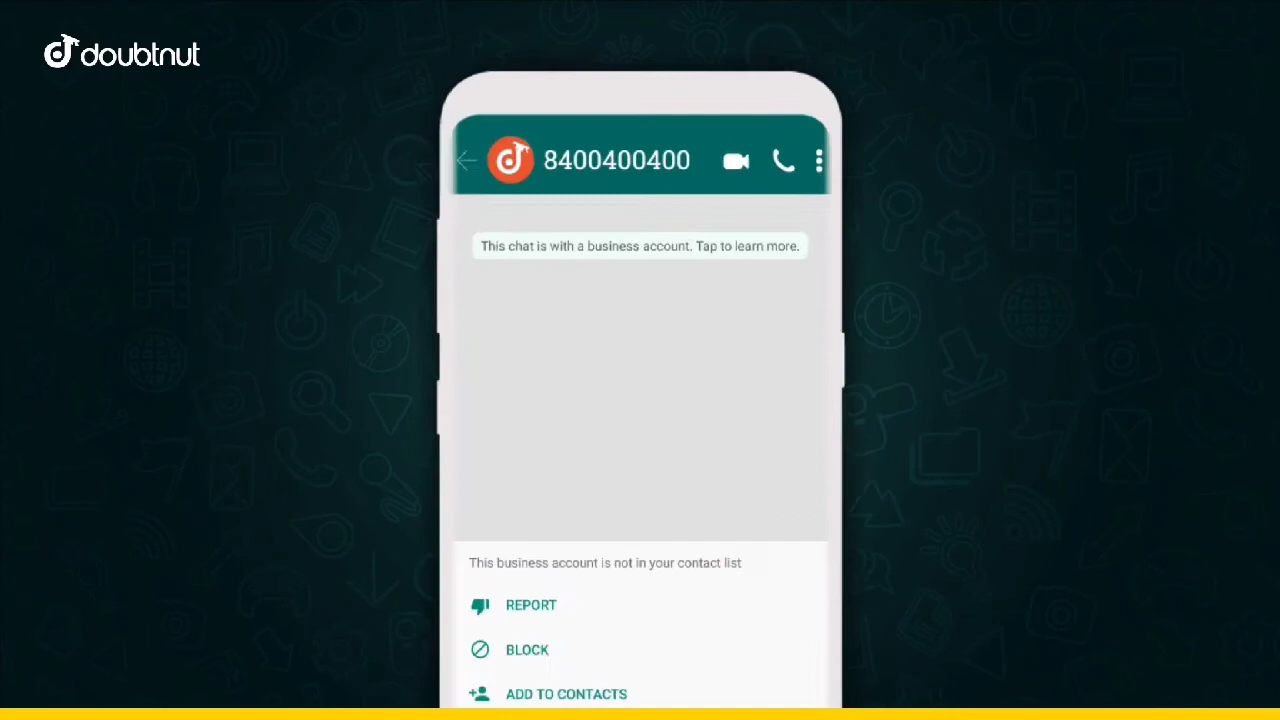 doubtnut
8400400400
This chat is with a business account. Tap to learn more.
This business account is not in your contact list
REPORT
BLOCK
ADD TO CONTACTS